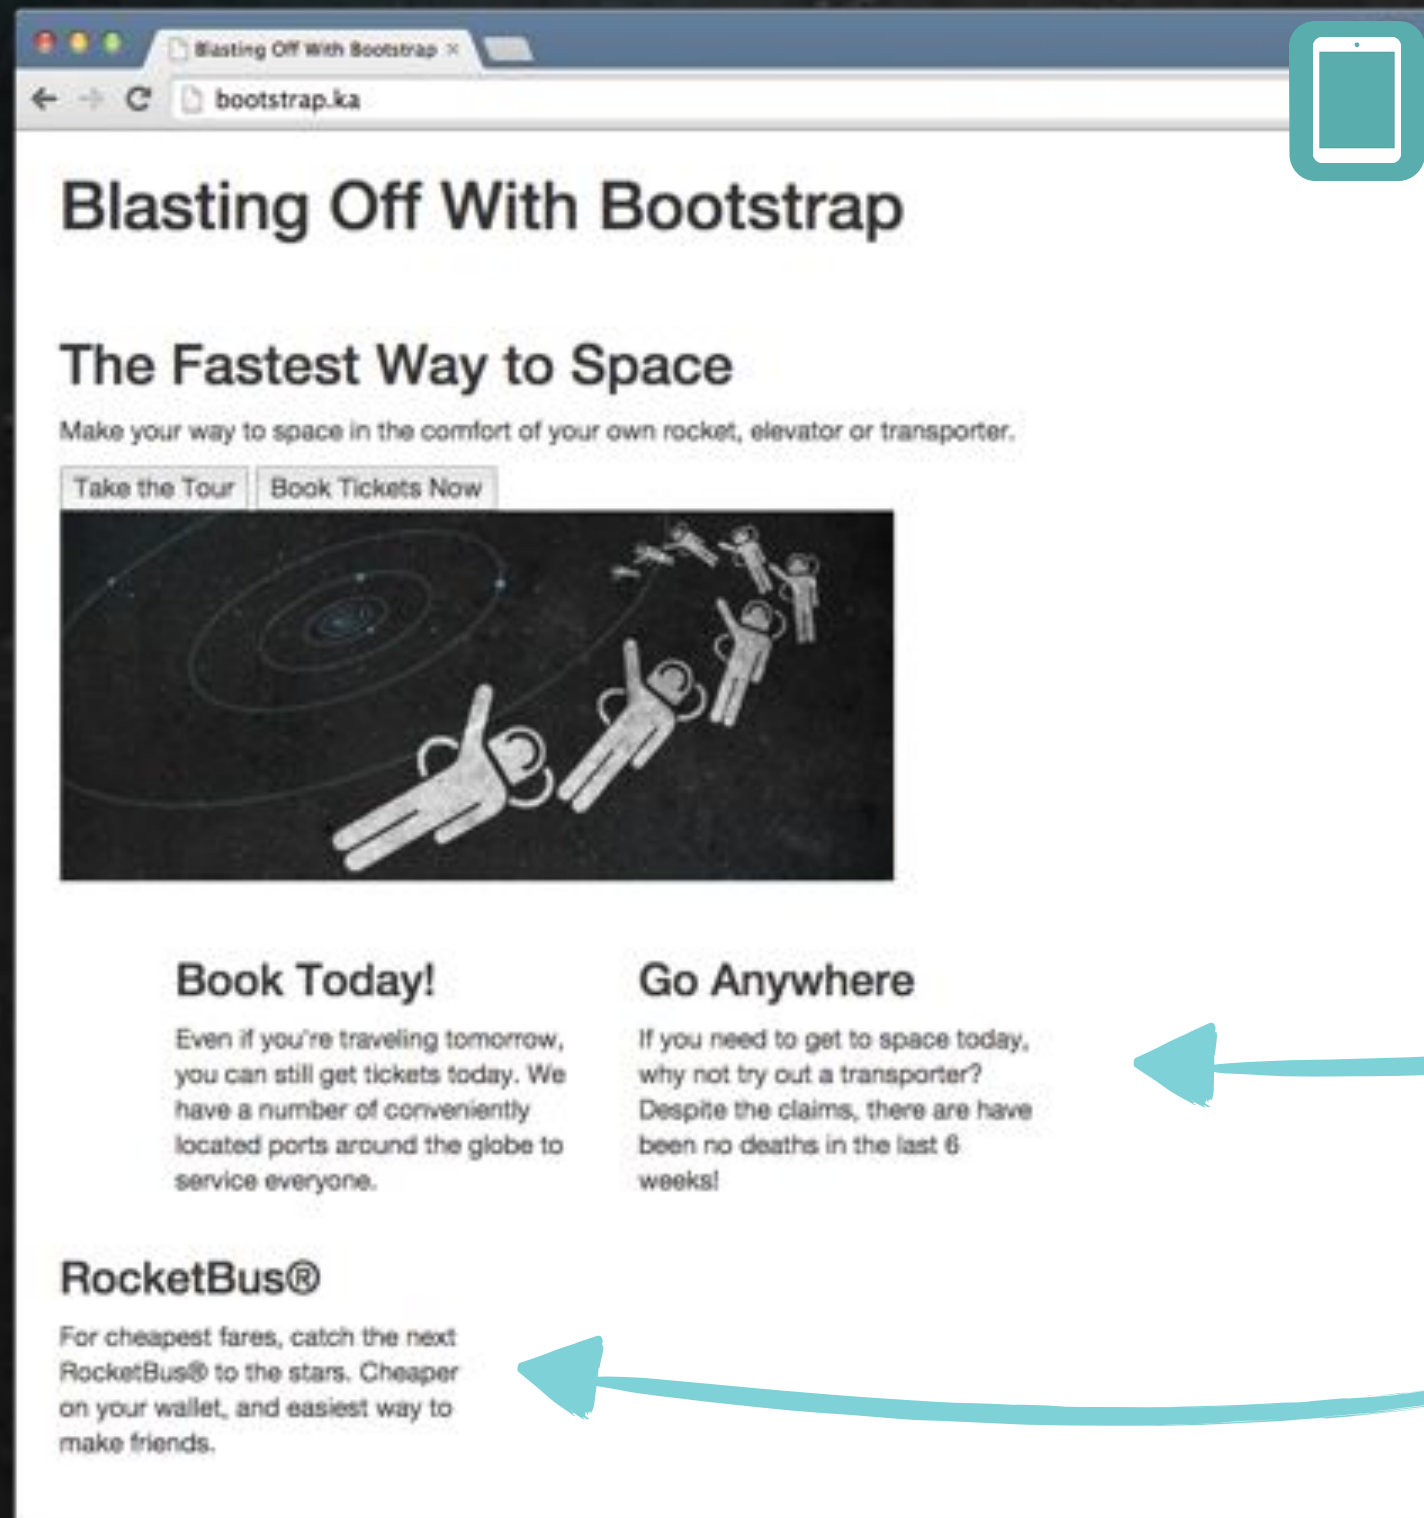 Blasting Off With Bootstrap ×
bootstrap.ka
Blasting Off With Bootstrap
The Fastest Way to Space
Make your way to space in the comfort of your own rocket, elevator or transporter.
Take the Tour
Book Tickets Now
Book Today!
Even if you're traveling tomorrow,
you can still get tickets today. We
have a number of conveniently
located ports around the globe to
service everyone.
Go Anywhere
If you need to get to space today,
why not try out a transporter?
Despite the claims, there are have
been no deaths in the last 6
weeks!
RocketBus®
For cheapest fares, catch the next
RocketBus® to the stars. Cheaper
on your wallet, and easiest way to
make friends.